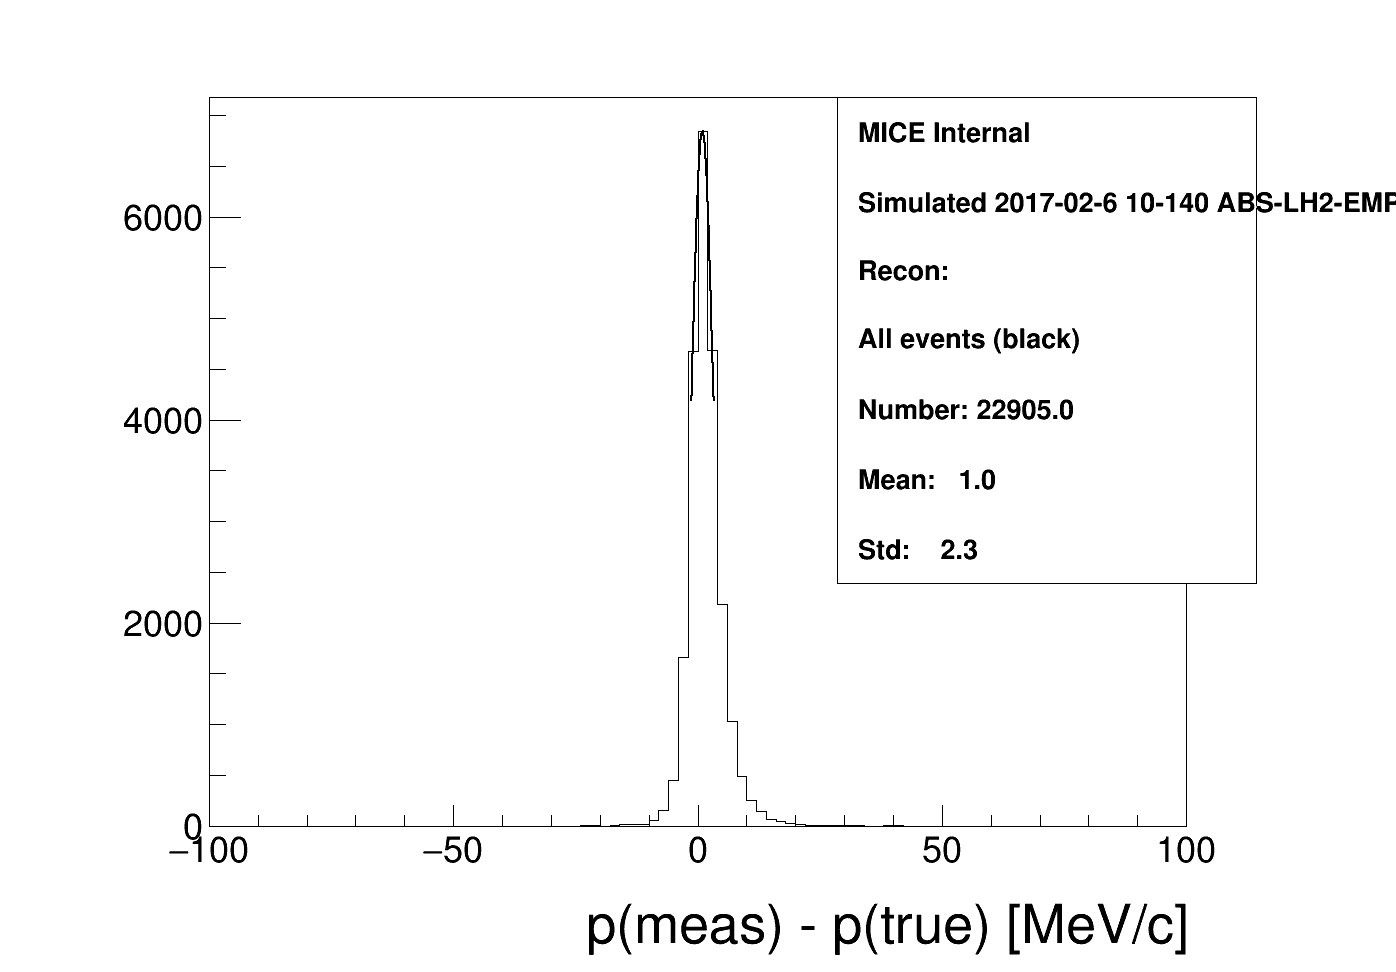 MICE Internal
Simulated 2017-02-6 10-140 ABS-LH2-EMP
Recon:
All events (black)
Number: 22905.0
Mean: 1.0
Std: 2.3
6000
4000
2000
0
−100 −50 0 50 100
p(meas) - p(true) [MeV/c]